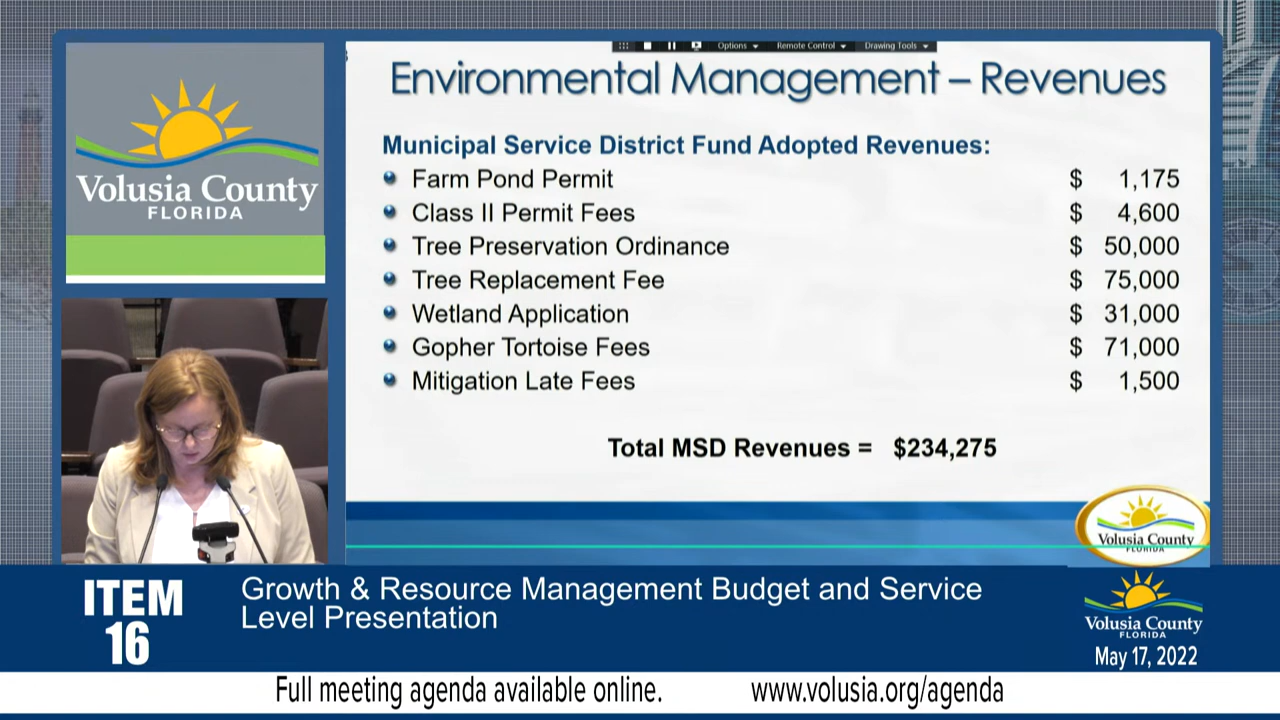 Volusia County
FLORIDA
Options
Remote Control
Drawing Tools
Environmental Management – Revenues
Municipal Service District Fund Adopted Revenues:
Farm Pond Permit $ 1,175
Class II Permit Fees $ 4,600
Tree Preservation Ordinance $ 50,000
Tree Replacement Fee $ 75,000
Wetland Application $ 31,000
Gopher Tortoise Fees $ 71,000
Mitigation Late Fees $ 1,500
Total MSD Revenues = $234,275
Volusia County
FLORIDA
ITEM
16
Growth & Resource Management Budget and Service
Level Presentation
Volusia County
FLORIDA
May 17, 2022
Full meeting agenda available online. www.volusia.org/agenda